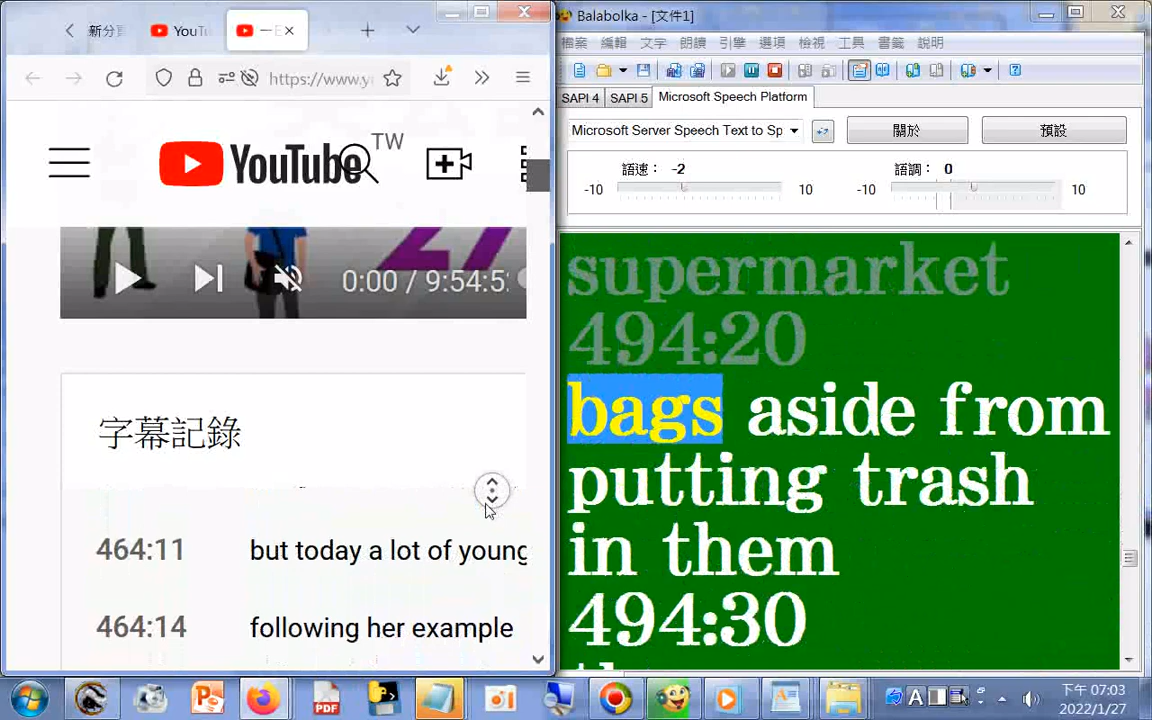 YouTu
一 E
https://www.y
TW
YouTube
27
0:00 / 9:54:5
字幕記錄
464:11 but today a lot of young
464:14 following her example
Balabolka - [文件1]
檔案 編輯 文字 朗讀 引擎 選項 檢視 工具 書籤 說明
SAPI 4 SAPI 5 Microsoft Speech Platform
Microsoft Server Speech Text to Sp
關於 預設
語速： -2 語調： 0
-10 10 -10 10
supermarket
494:20
bags aside from
putting trash
in them
494:30
PDF
A
下午 07:03
2022/1/27